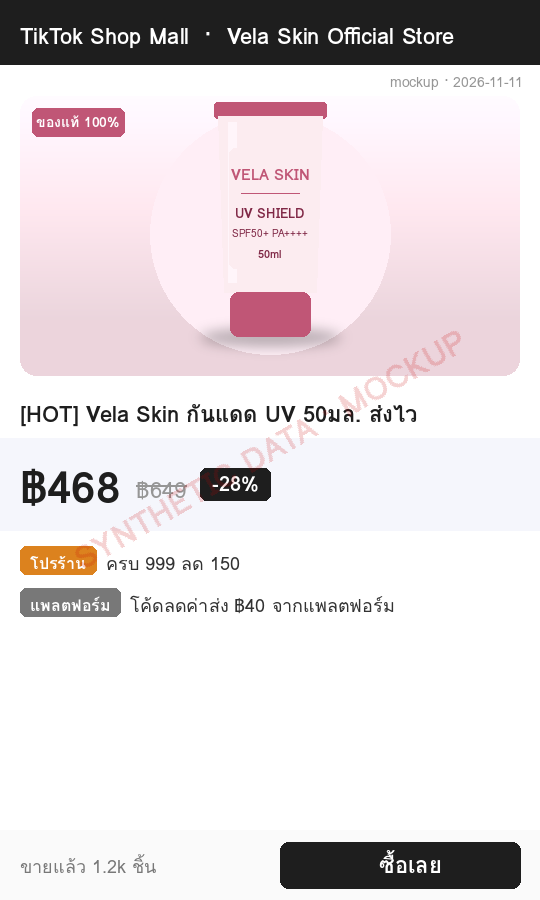 TikTok Shop Mall · Vela Skin Official Store
mockup · 2026-11-11
ของแท้ 100%
VELA SKIN
UV SHIELD
SPF50+ PA++++
50ml
[HOT] Vela Skin กันแดด UV 50มล. ส่งไว
฿468 ฿649 -28%
SYNTHETIC DATA · MOCKUP
โปรร้าน ครบ 999 ลด 150
แพลตฟอร์ม โค้ดลดค่าส่ง ฿40 จากแพลตฟอร์ม
ขายแล้ว 1.2k ชิ้น
ซื้อเลย